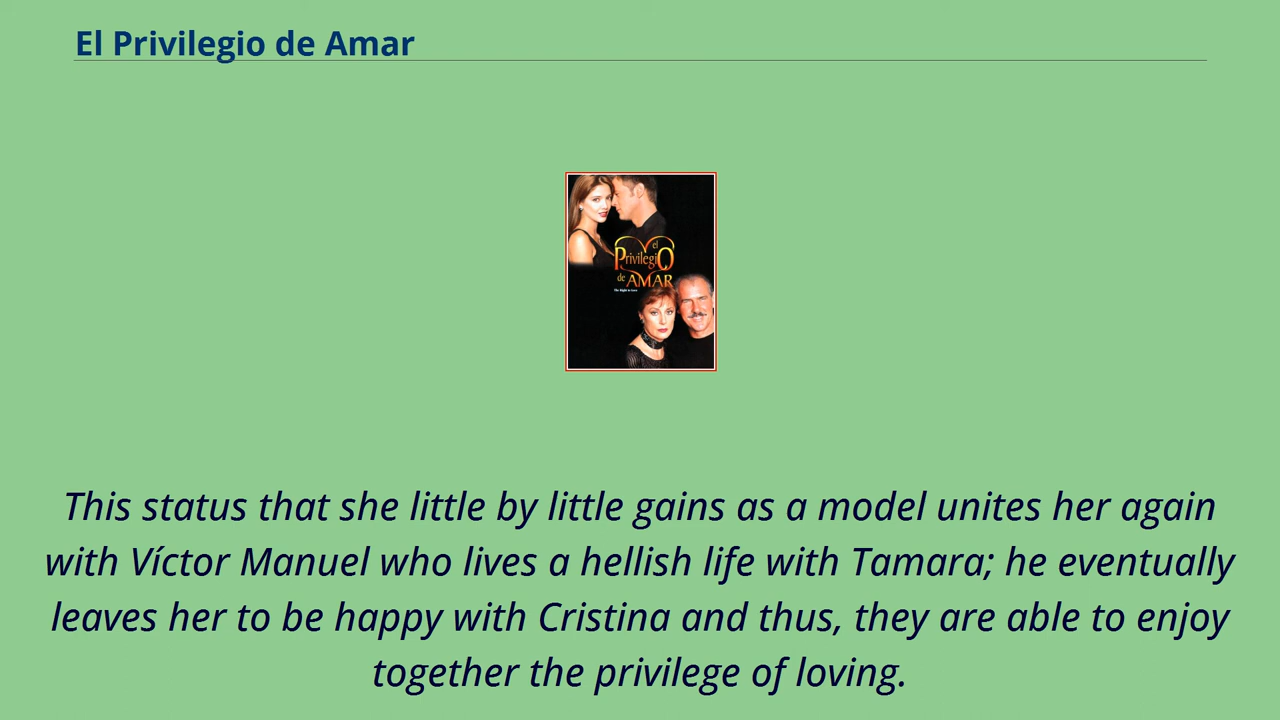 El Privilegio de Amar
el
PrivilegiO
de AMAR
This status that she little by little gains as a model unites her again
with Víctor Manuel who lives a hellish life with Tamara; he eventually
leaves her to be happy with Cristina and thus, they are able to enjoy
together the privilege of loving.